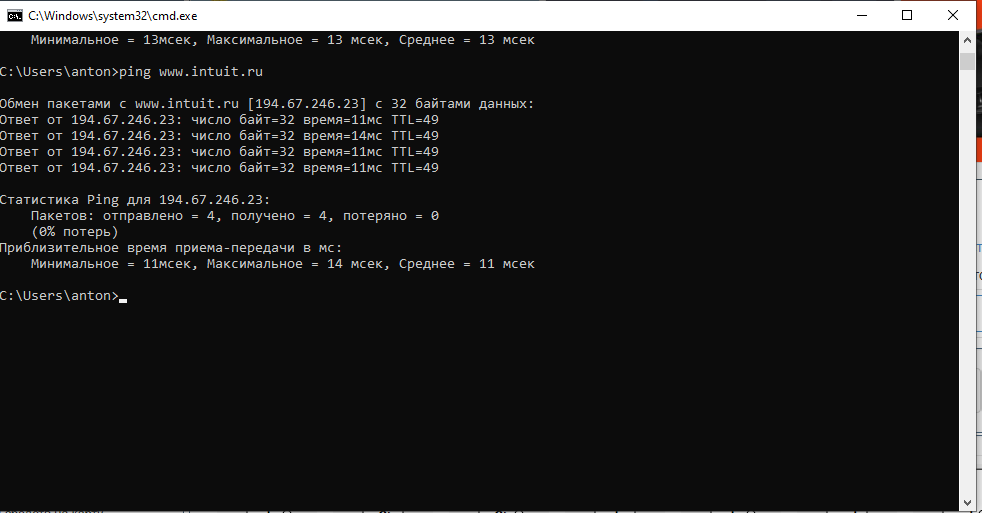 C:\Windows\system32\cmd.exe
Минимальное = 13мсек, Максимальное = 13 мсек, Среднее = 13 мсек
C:\Users\anton>ping www.intuit.ru
Обмен пакетами с www.intuit.ru [194.67.246.23] с 32 байтами данных:
Ответ от 194.67.246.23: число байт=32 время=11мс TTL=49
Ответ от 194.67.246.23: число байт=32 время=14мс TTL=49
Ответ от 194.67.246.23: число байт=32 время=11мс TTL=49
Ответ от 194.67.246.23: число байт=32 время=11мс TTL=49
Статистика Ping для 194.67.246.23:
Пакетов: отправлено = 4, получено = 4, потеряно = 0
(0% потерь)
Приблизительное время приема-передачи в мс:
Минимальное = 11мсек, Максимальное = 14 мсек, Среднее = 11 мсек
C:\Users\anton>